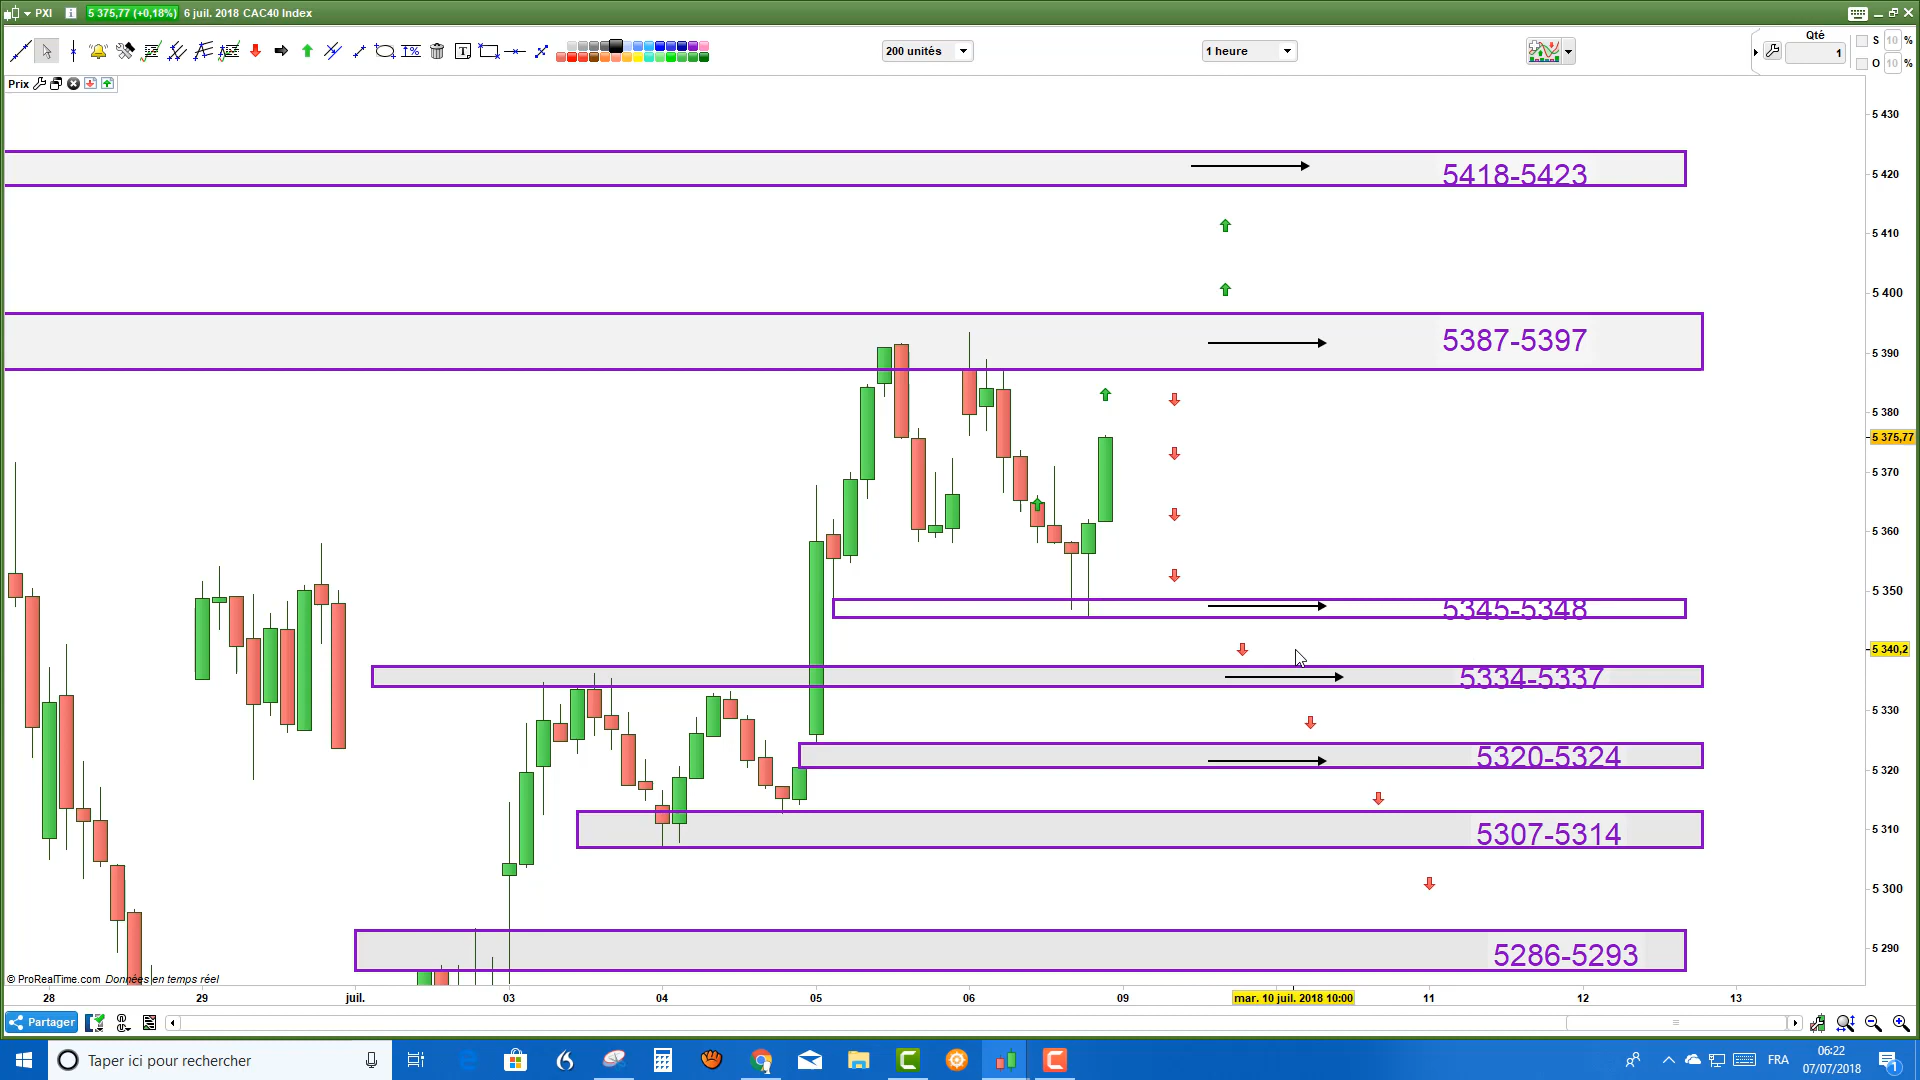 PXI 5 375,77 (+0,18%) 6 juil. 2018 CAC40 Index
200 unités
1 heure
Qté
1
S 10 %
O 10 %
Prix
5 430
5 420
5 410
5 400
5 390
5 380
5 375,77
5 370
5 360
5 350
5 340,2
5 330
5 320
5 310
5 300
5 290
5418-5423
5387-5397
5345-5348
5334-5337
5320-5324
5307-5314
5286-5293
© ProRealTime.com Données en temps réel
28 29 juil. 03 04 05 06 09 mar. 10 juil. 2018 10:00 11 12 13
Partager
Taper ici pour rechercher
FRA
06:22
07/07/2018
1